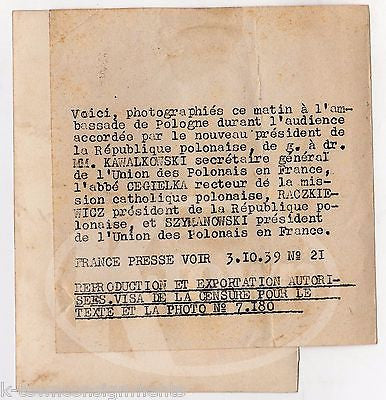 Voici, photographiés ce matin à l'am-
bassade de Pologne durant l'audience
accordée par le nouveau président de
la République polonaise, de g. à dr.
MM. KAWALKOWSKI secrétaire général
de l'Union des Polonais en France,
l'abbé CEGIELKA recteur de la mis-
sion catholique polonaise, RACZKIE-
WICZ président de la République po-
lonaise, et SZYMANOWSKI président
de l'Union des Polonais en France.
FRANCE PRESSE VOIR 3.IO.39 Nº 2I
REPRODUCTION ET EXPORTATION AUTORI-
SEES.VISA DE LA CENSURE POUR LE
TEXTE ET LA PHOTO Nº 7.I80
k-townconsignments